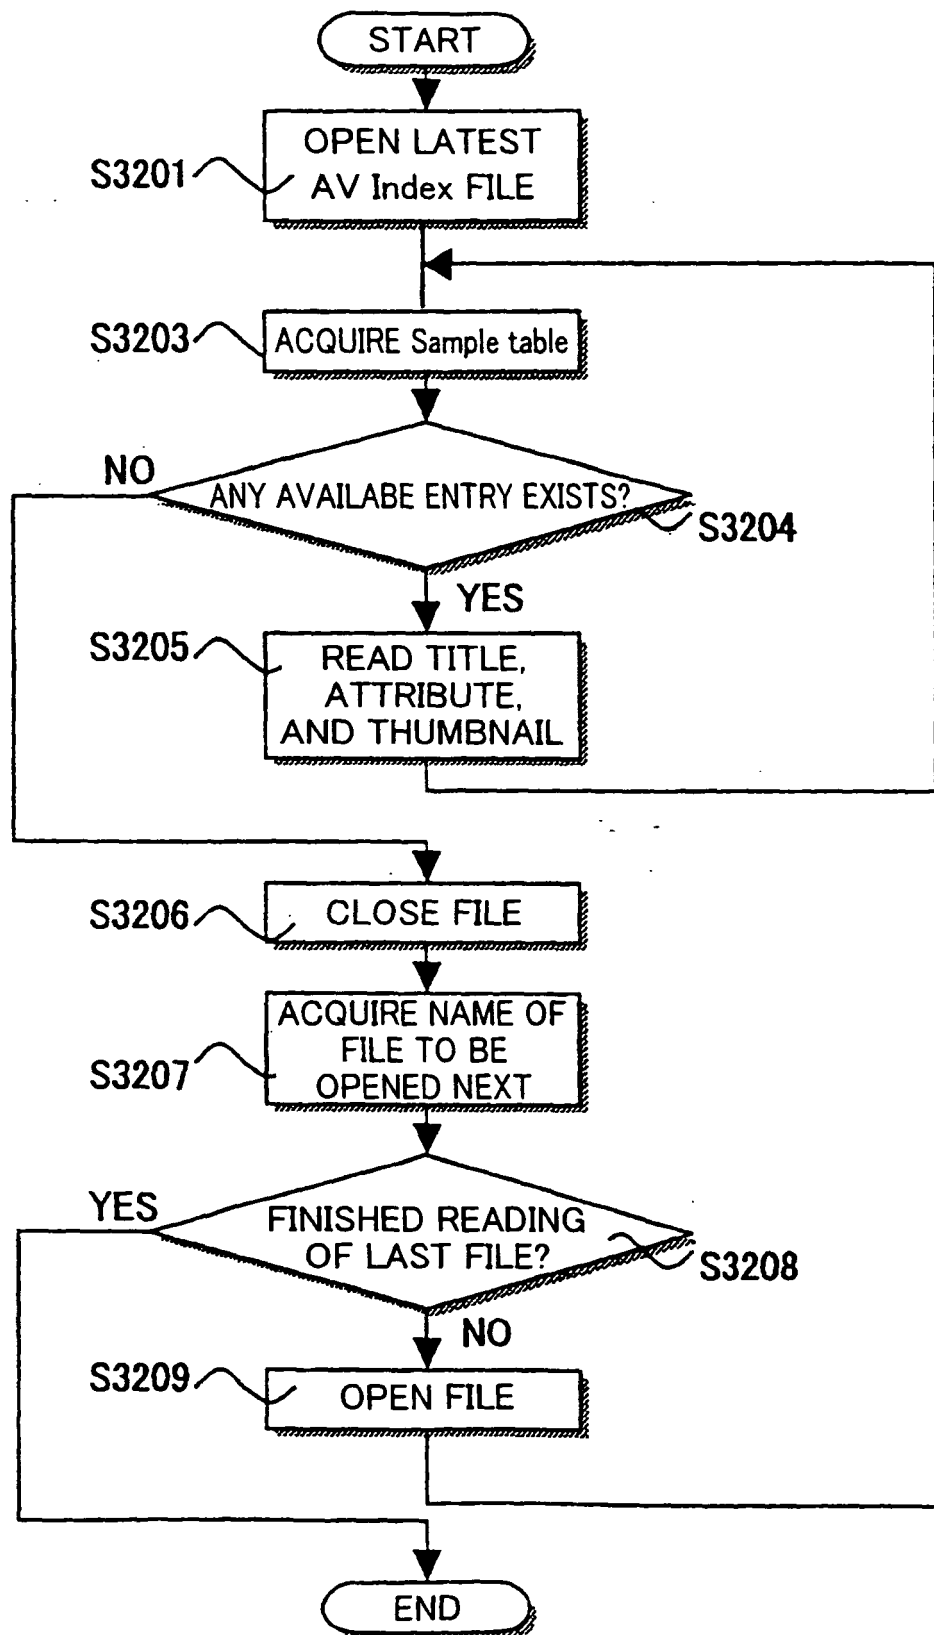 START
OPEN LATEST
S3201
AV Index FILE
S3203
ACQUIRE Sample table
NO
ANY AVAILABE ENTRY EXISTS?
S3204
YES
S3205
READ TITLE,
ATTRIBUTE,
AND THUMBNAIL
S3206
CLOSE FILE
ACQUIRE NAME OF
FILE TO BE
S3207
OPENED NEXT
YES
FINISHED READING
OF LAST FILE?
S3208
NO
S3209
OPEN FILE
END